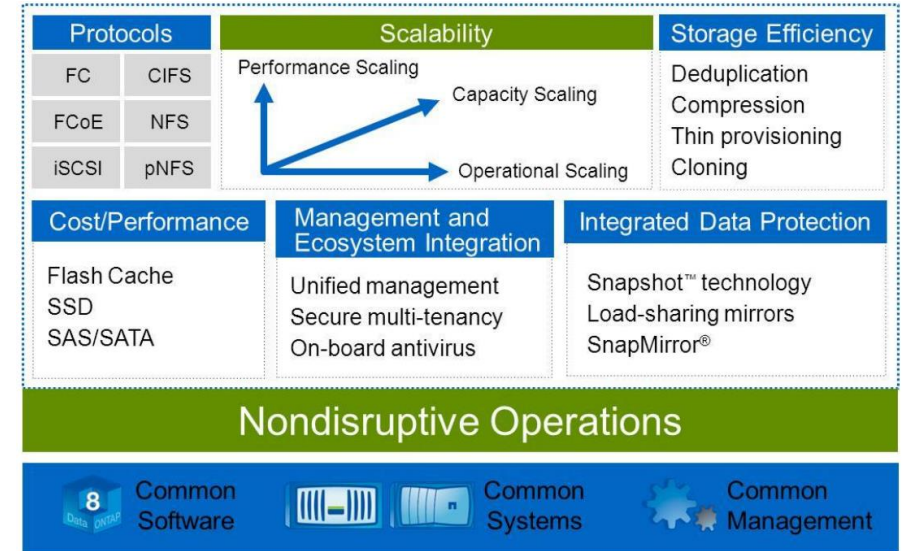 Protocols
FC
CIFS
FCoE
NFS
iSCSI
pNFS
Scalability
Performance Scaling
Capacity Scaling
Operational Scaling
Storage Efficiency
Deduplication
Compression
Thin provisioning
Cloning
Cost/Performance
Flash Cache
SSD
SAS/SATA
Management and
Ecosystem Integration
Unified management
Secure multi-tenancy
On-board antivirus
Integrated Data Protection
Snapshot™ technology
Load-sharing mirrors
SnapMirror®
Nondisruptive Operations
8
Data ONTAP
Common
Software
Common
Systems
Common
Management